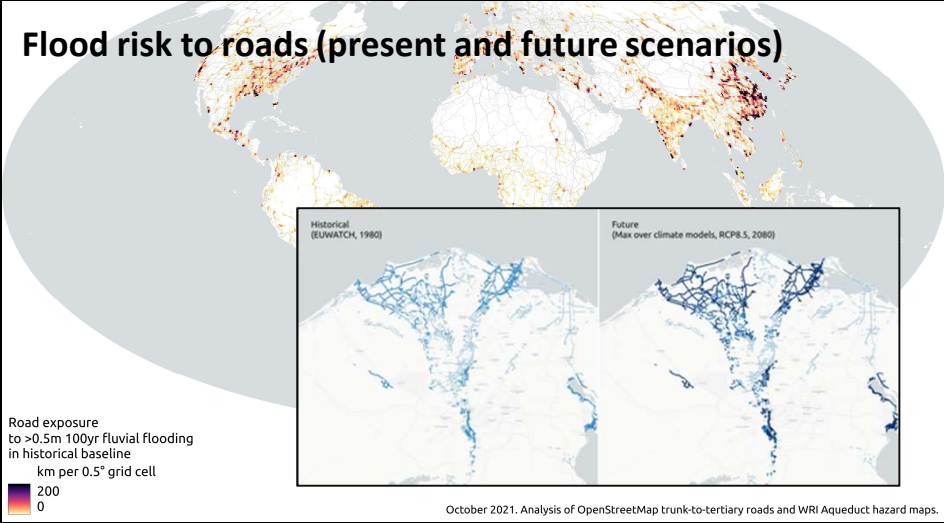 Flood risk to roads (present and future scenarios)
Historical
(EUWATCH, 1980)
Future
(Max over climate models, RCP8.5, 2080)
Road exposure
to >0.5m 100yr fluvial flooding
in historical baseline
km per 0.5° grid cell
200
0
October 2021. Analysis of OpenStreetMap trunk-to-tertiary roads and WRI Aqueduct hazard maps.